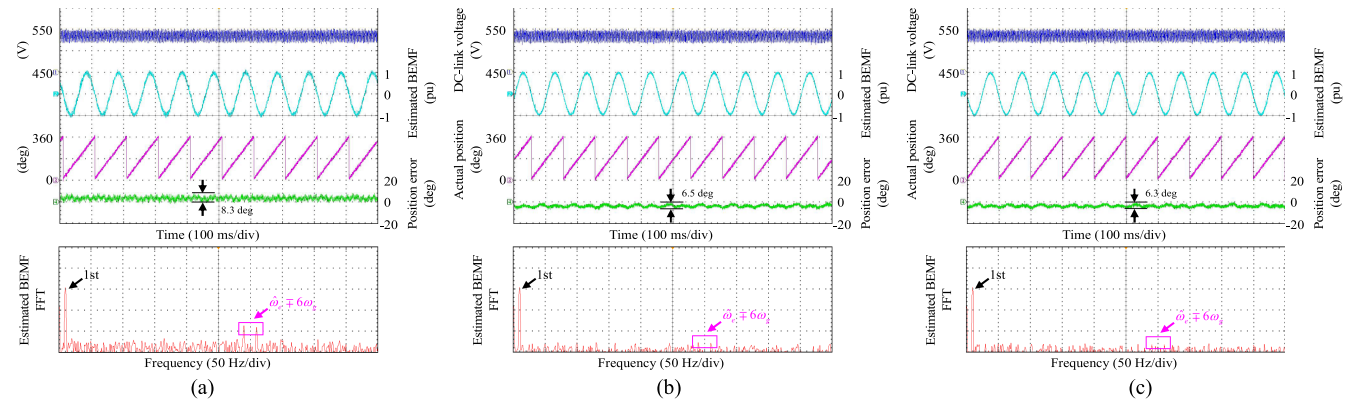 550
(V)
450
Estimated BEMF
(pu)
1
0
-1
360
(deg)
0
Position error
(deg)
20
0
-20
8.3 deg
Time (100 ms/div)
Estimated BEMF
FFT
1st
Frequency (50 Hz/div)
(a)
DC-link voltage
(V)
550
450
Estimated BEMF
(pu)
1
0
-1
Actual position
(deg)
360
0
Position error
(deg)
20
0
-20
6.5 deg
Time (100 ms/div)
Estimated BEMF
FFT
1st
Frequency (50 Hz/div)
(b)
DC-link voltage
(V)
550
450
Estimated BEMF
(pu)
1
0
-1
Actual position
(deg)
360
0
Position error
(deg)
20
0
-20
6.3 deg
Time (100 ms/div)
Estimated BEMF
FFT
1st
Frequency (50 Hz/div)
(c)